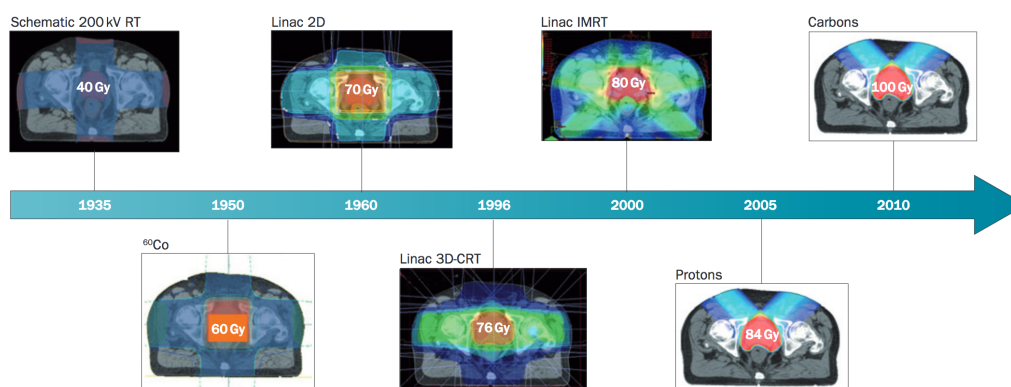 Schematic 200 kV RT
40 Gy
Linac 2D
70 Gy
Linac IMRT
80 Gy
Carbons
100 Gy
1935
1950
1960
1996
2000
2005
2010
⁶⁰Co
60 Gy
Linac 3D-CRT
76 Gy
Protons
84 Gy